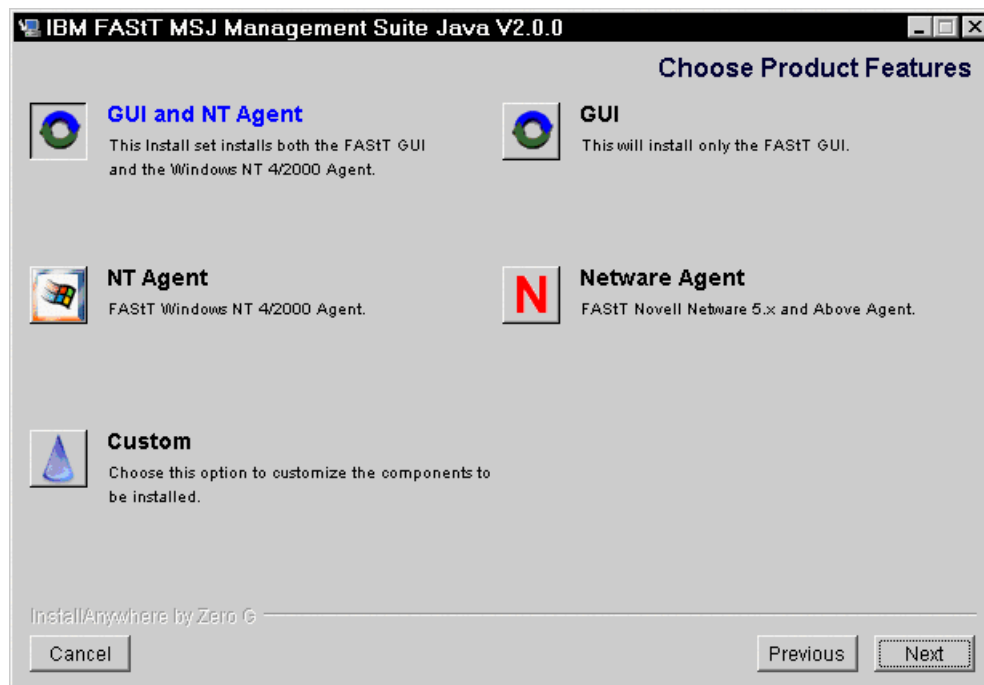 IBM FAStT MSJ Management Suite Java V2.0.0
Choose Product Features
GUI and NT Agent
This Install set installs both the FAStT GUI
and the Windows NT 4/2000 Agent.
GUI
This will install only the FAStT GUI.
NT Agent
FAStT Windows NT 4/2000 Agent.
N
Netware Agent
FAStT Novell Netware 5.x and Above Agent.
Custom
Choose this option to customize the components to
be installed.
InstallAnywhere by Zero G
Cancel
Previous
Next